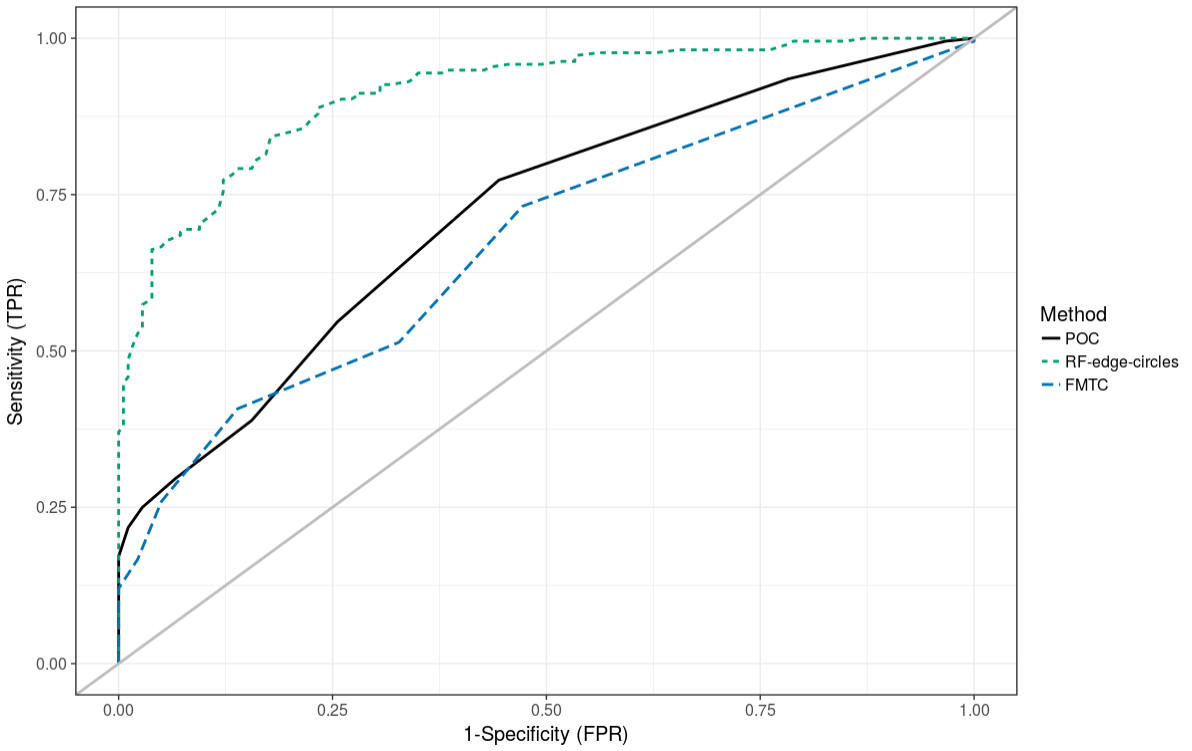 Sensitivity (TPR)
1.00
0.75
0.50
0.25
0.00
0.00 0.25 0.50 0.75 1.00
1-Specificity (FPR)
Method
POC
RF-edge-circles
FMTC